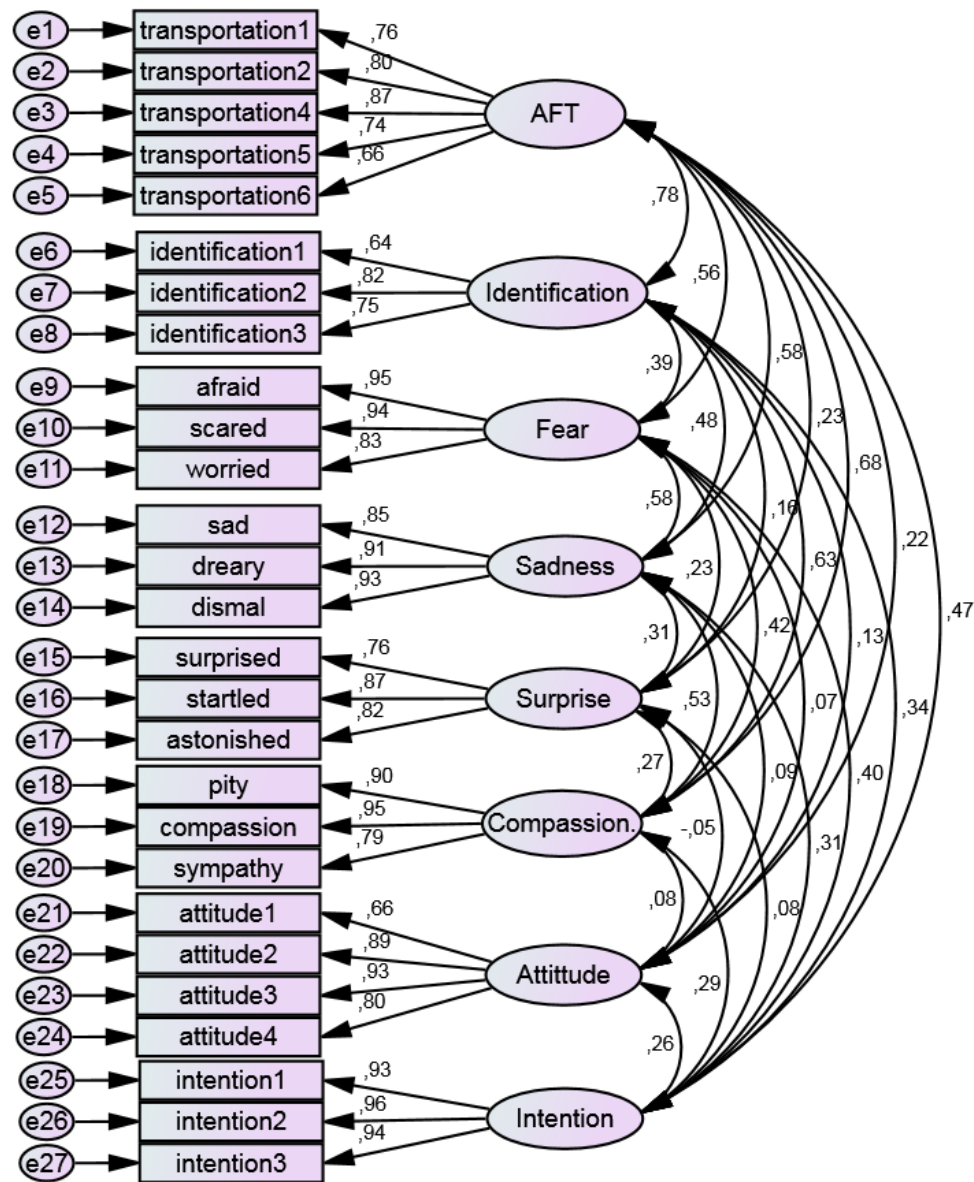 e1 transportation1 ,76
e2 transportation2 ,80
e3 transportation4 ,87 AFT
e4 transportation5 ,74
e5 transportation6 ,66
,78
e6 identification1 ,64
e7 identification2 ,82 Identification
e8 identification3 ,75
,56
,39
,58
e9 afraid ,95
e10 scared ,94 Fear
e11 worried ,83
,48
,23
,68
,58
,16
e12 sad ,85
e13 dreary ,91 Sadness
e14 dismal ,93
,23
,63
,22
,47
,31
,42
,13
e15 surprised ,76
e16 startled ,87 Surprise
e17 astonished ,82
,53
,07
,34
,27
,09
,40
e18 pity ,90
e19 compassion ,95 Compassion.
e20 sympathy ,79
-,05
,31
e21 attitude1 ,66
e22 attitude2 ,89
e23 attitude3 ,93 Attittude
e24 attitude4 ,80
,08
,08
,29
,26
e25 intention1 ,93
e26 intention2 ,96 Intention
e27 intention3 ,94